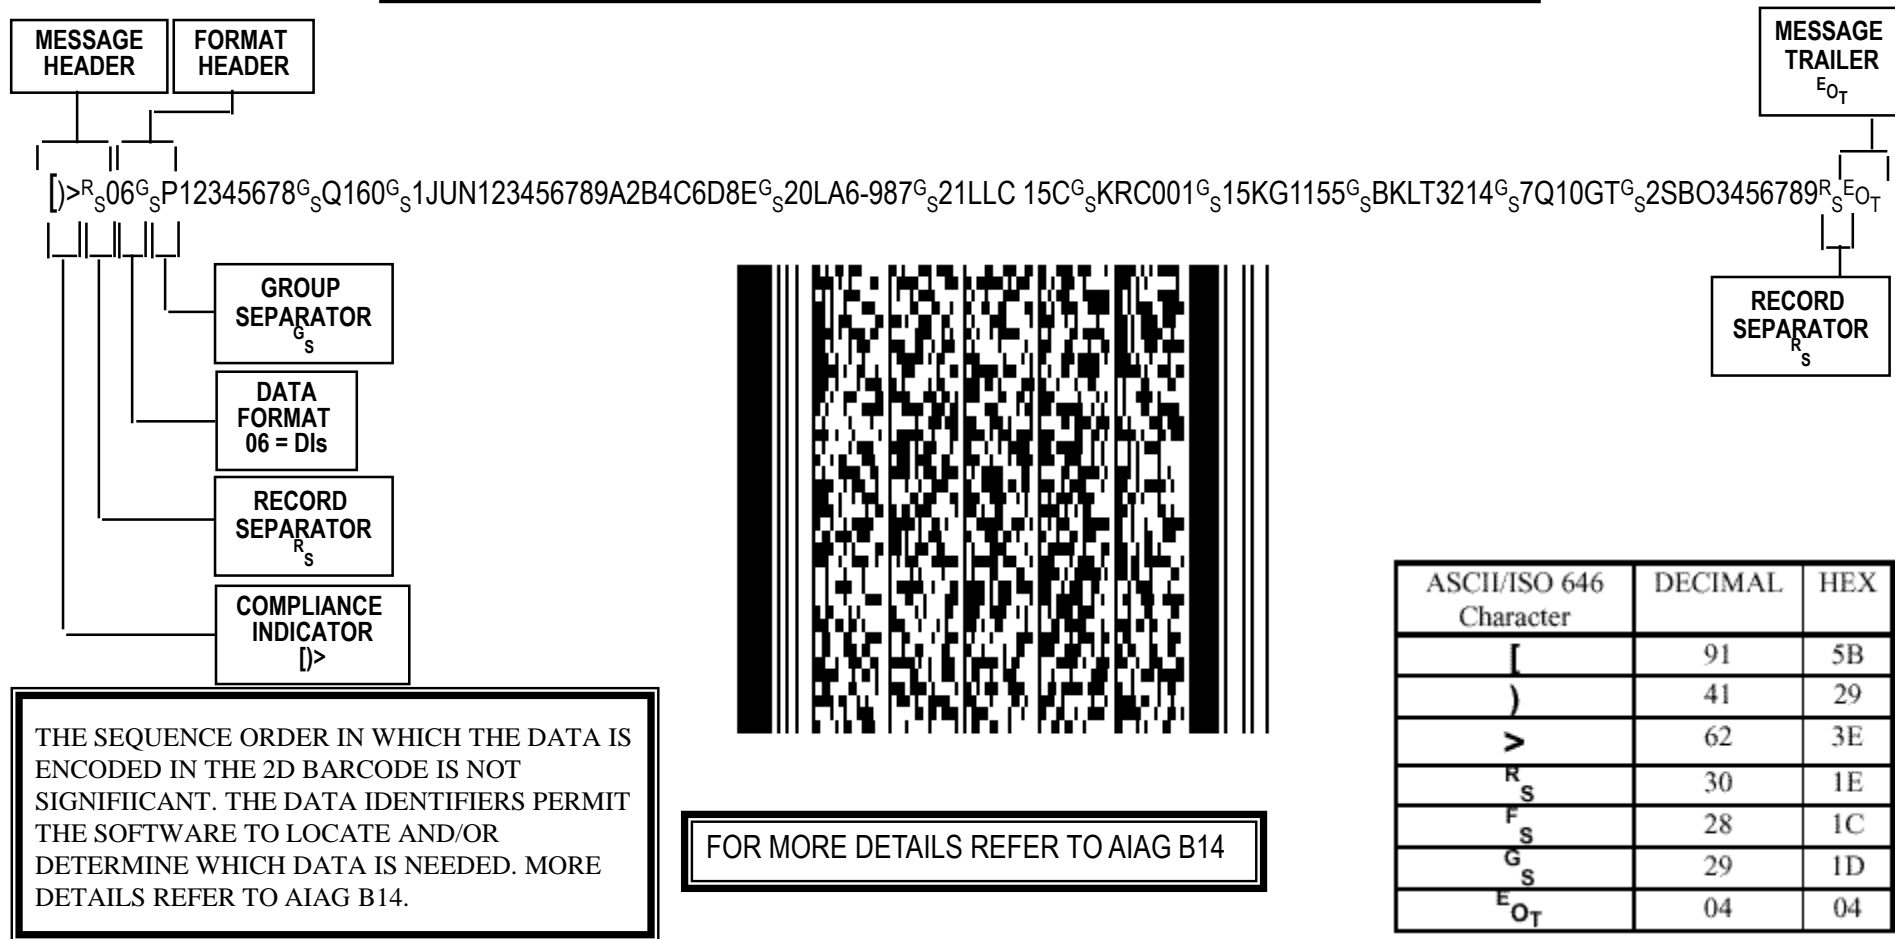 MESSAGE
HEADER
FORMAT
HEADER
MESSAGE
TRAILER
EOT
[)>RS06GSP12345678GSQ160GS1JUN123456789A2B4C6D8EGS20LA6-987GS21LLC 15CGSKRC001GS15KG1155GSBKLT3214GS7Q10GTGS2SBO3456789RSEOT
GROUP
SEPARATOR
GS
DATA
FORMAT
06 = DIs
RECORD
SEPARATOR
RS
COMPLIANCE
INDICATOR
[)>
RECORD
SEPARATOR
RS
THE SEQUENCE ORDER IN WHICH THE DATA IS
ENCODED IN THE 2D BARCODE IS NOT
SIGNIFIICANT. THE DATA IDENTIFIERS PERMIT
THE SOFTWARE TO LOCATE AND/OR
DETERMINE WHICH DATA IS NEEDED. MORE
DETAILS REFER TO AIAG B14.
FOR MORE DETAILS REFER TO AIAG B14
ASCII/ISO 646 DECIMAL HEX
Character
[ 91 5B
) 41 29
> 62 3E
RS 30 1E
FS 28 1C
GS 29 1D
EOT 04 04